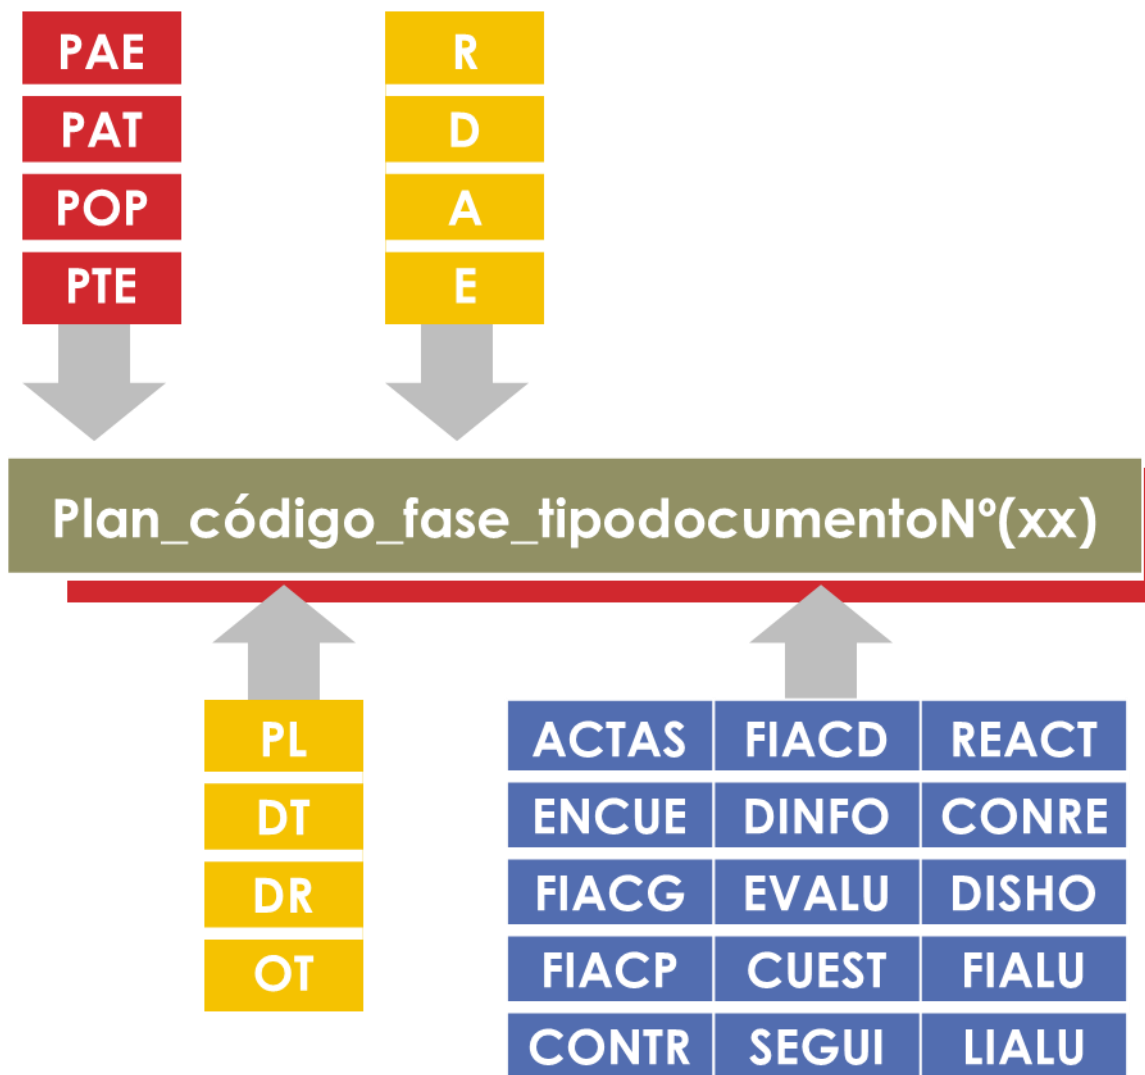 PAE
PAT
POP
PTE
R
D
A
E
Plan_código_fase_tipodocumentoNº(xx)
PL
DT
DR
OT
ACTAS FIACD REACT
ENCUE DINFO CONRE
FIACG EVALU DISHO
FIACP CUEST FIALU
CONTR SEGUI LIALU